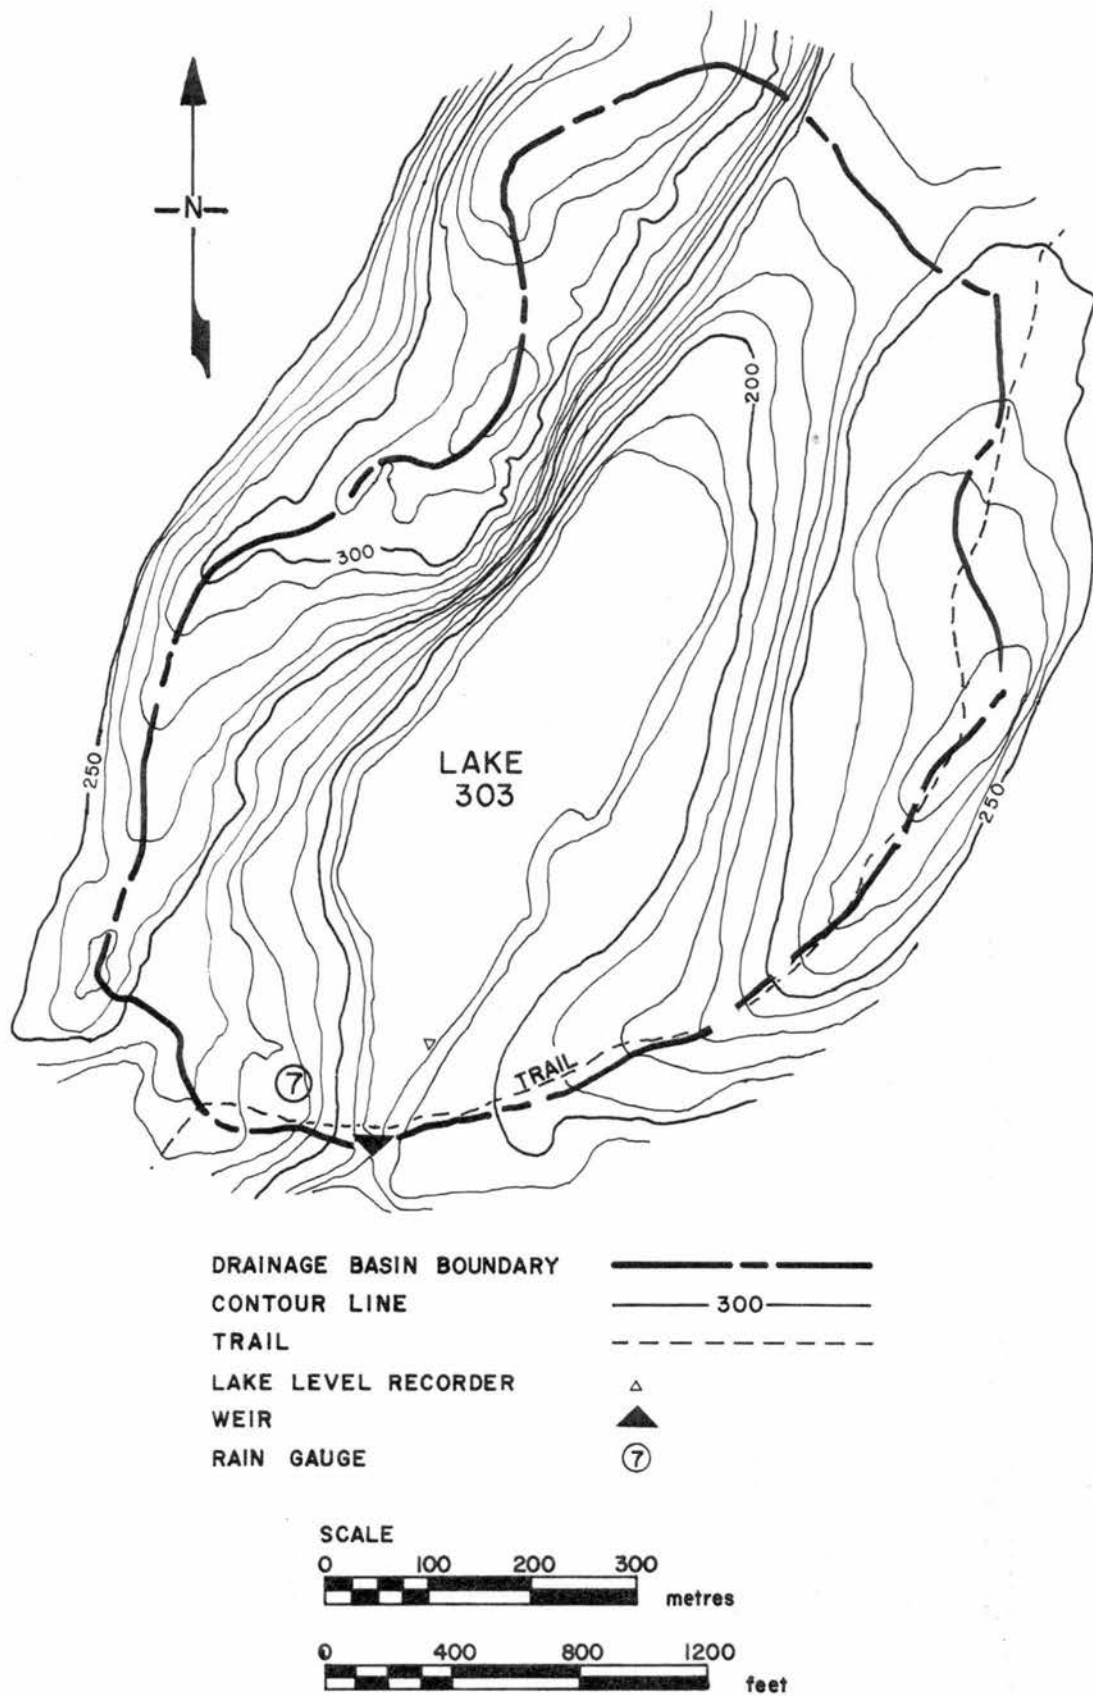 N
200
300
250
LAKE
303
250
7
TRAIL
DRAINAGE BASIN BOUNDARY
CONTOUR LINE 300
TRAIL
LAKE LEVEL RECORDER
WEIR
RAIN GAUGE 7
SCALE
0 100 200 300
metres
0 400 800 1200
feet